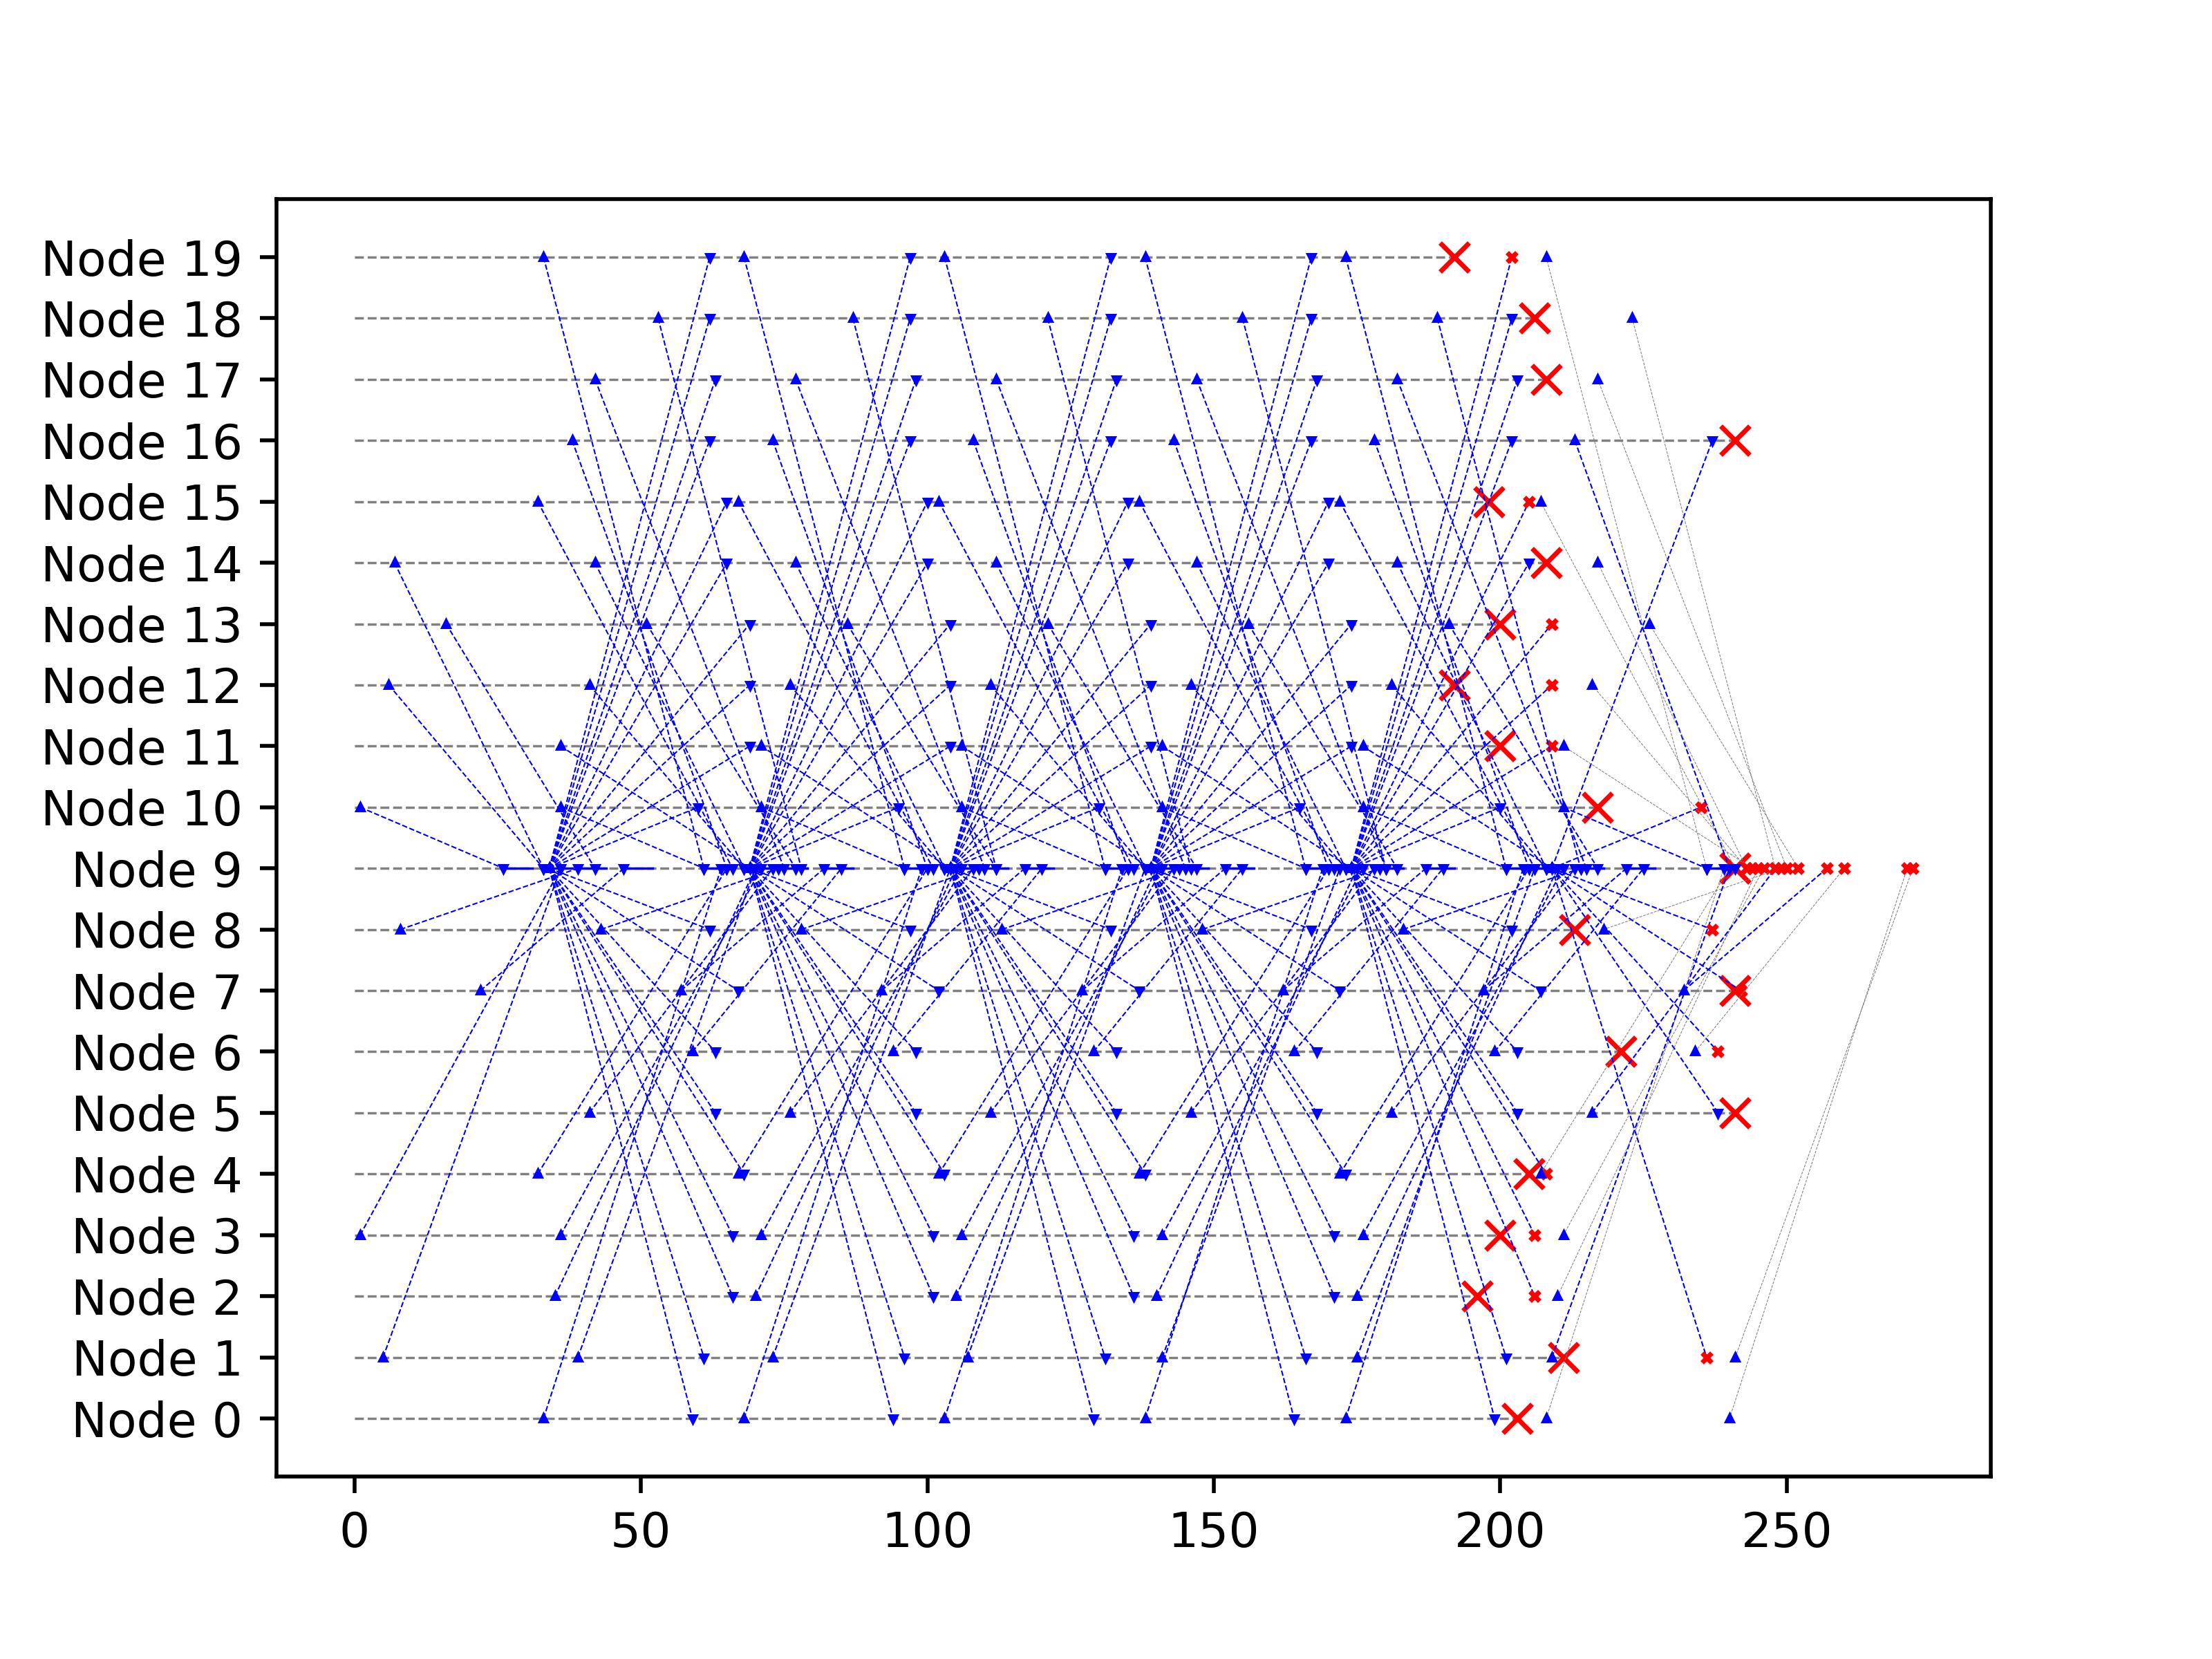 Node 19
Node 18
Node 17
Node 16
Node 15
Node 14
Node 13
Node 12
Node 11
Node 10
Node 9
Node 8
Node 7
Node 6
Node 5
Node 4
Node 3
Node 2
Node 1
Node 0
0 50 100 150 200 250